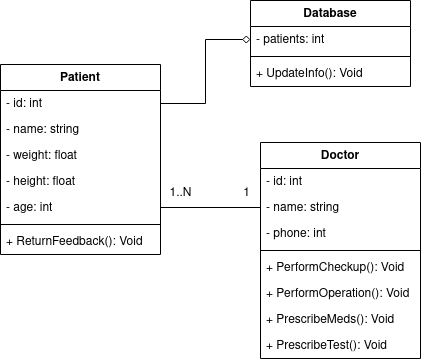 Database
- patients: int
+ UpdateInfo(): Void
Patient
- id: int
- name: string
- weight: float
- height: float
- age: int
+ ReturnFeedback(): Void
1..N
1
Doctor
- id: int
- name: string
- phone: int
+ PerformCheckup(): Void
+ PerformOperation(): Void
+ PrescribeMeds(): Void
+ PrescribeTest(): Void